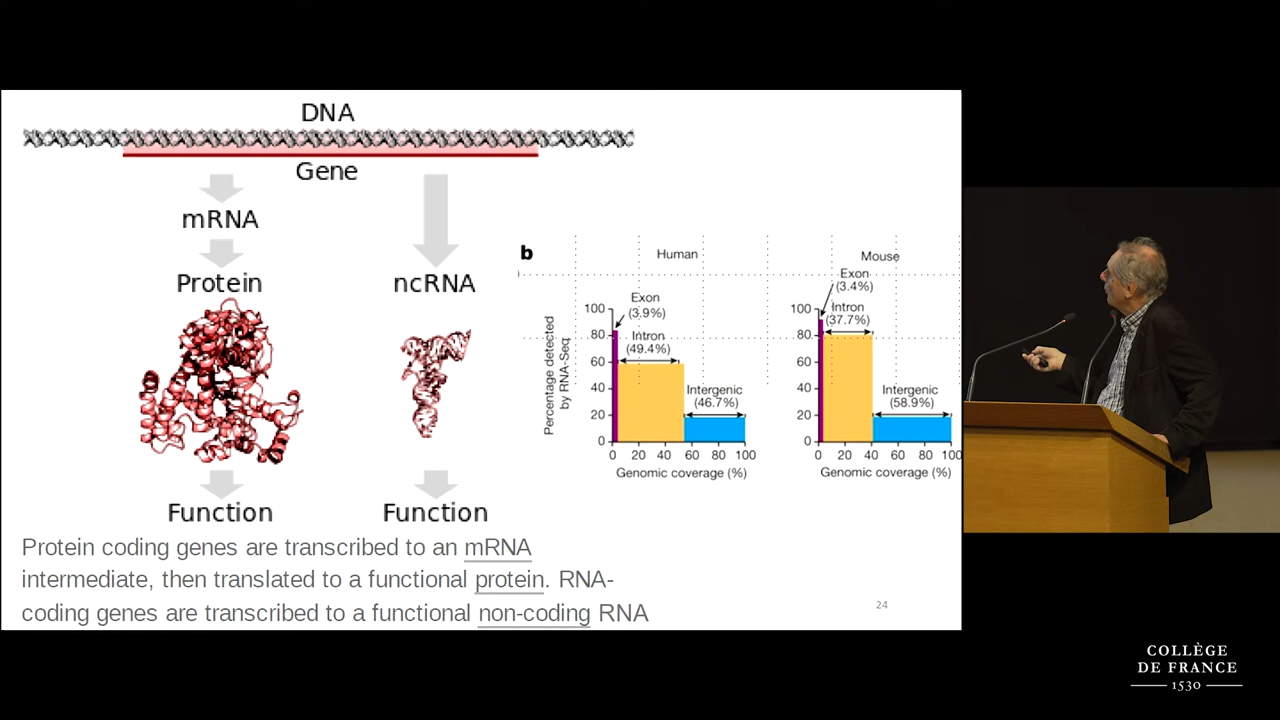 DNA
Gene
mRNA
Protein
ncRNA
Function
Function
Protein coding genes are transcribed to an mRNA
intermediate, then translated to a functional protein. RNA-
coding genes are transcribed to a functional non-coding RNA
b
Human
Exon
(3.9%)
Intron
(49.4%)
Intergenic
(46.7%)
Percentage detected
by RNA-Seq
100
80
60
40
20
0
0 20 40 60 80 100
Genomic coverage (%)
Mouse
Exon
(3.4%)
Intron
(37.7%)
Intergenic
(58.9%)
100
80
60
40
20
0
0 20 40 60 80 100
Genomic coverage (%)
24
COLLÈGE
DE FRANCE
1530